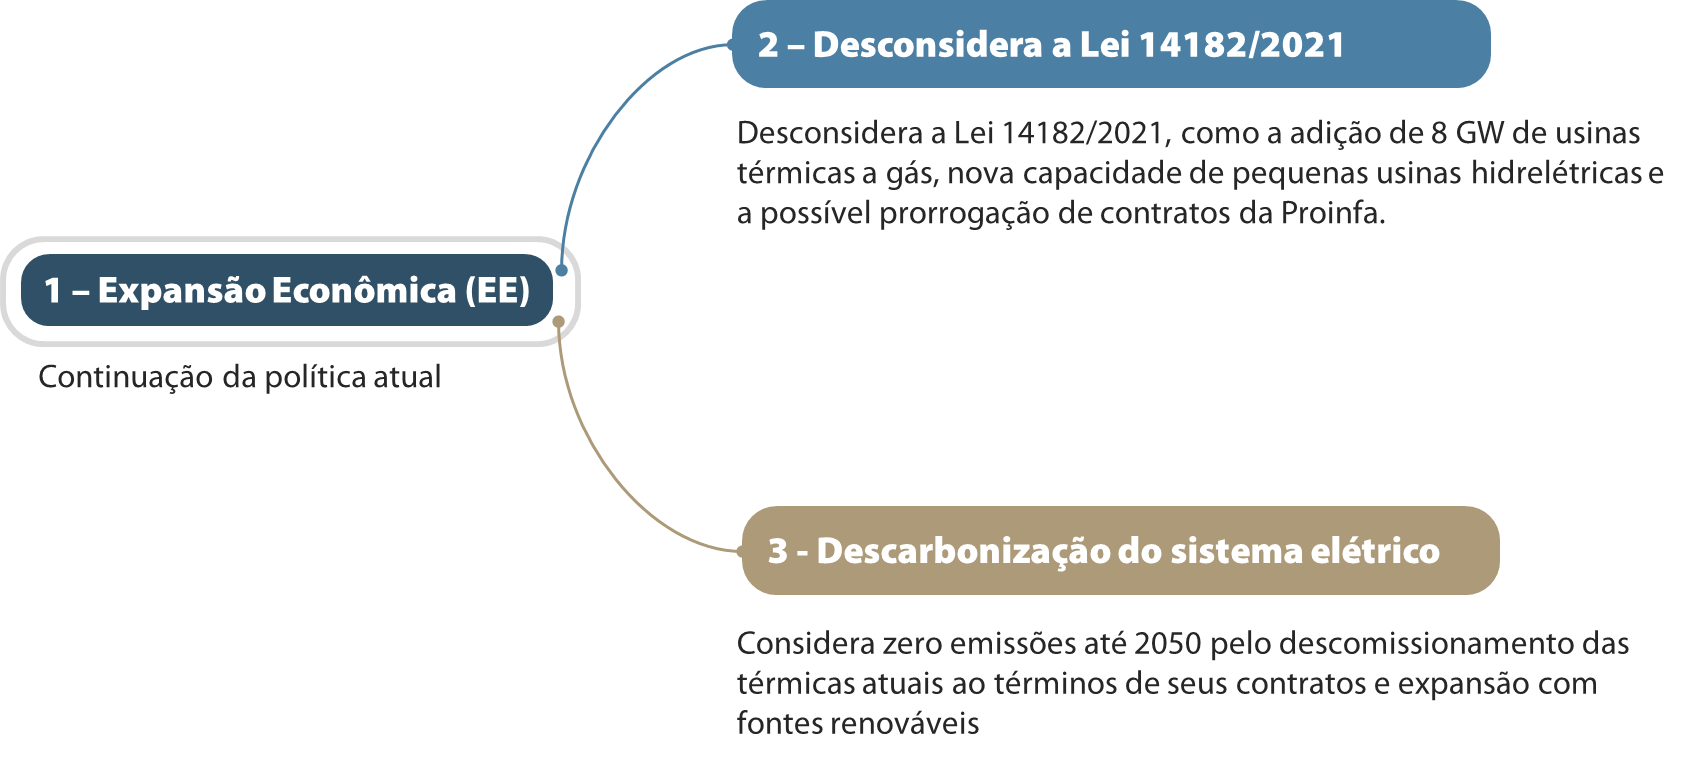 2 – Desconsidera a Lei 14182/2021
Desconsidera a Lei 14182/2021, como a adição de 8 GW de usinas
térmicas a gás, nova capacidade de pequenas usinas hidrelétricas e
a possível prorrogação de contratos da Proinfa.
1 – Expansão Econômica (EE)
Continuação da política atual
3 - Descarbonização do sistema elétrico
Considera zero emissões até 2050 pelo descomissionamento das
térmicas atuais ao términos de seus contratos e expansão com
fontes renováveis